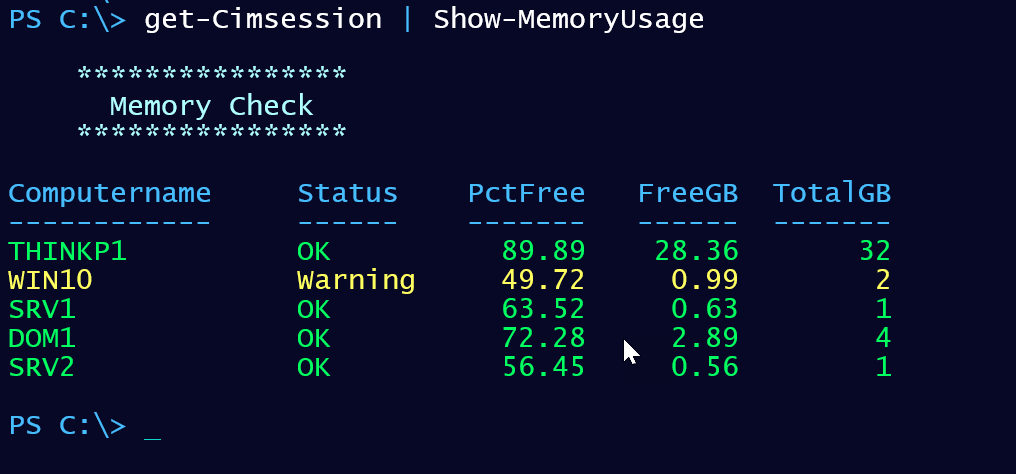 PS C:\> get-Cimsession | Show-MemoryUsage
****************
Memory Check
****************
Computername     Status     PctFree   FreeGB  TotalGB
------------     ------     -------   ------  -------
THINKP1          OK           89.89    28.36       32
WIN10            Warning      49.72     0.99        2
SRV1             OK           63.52     0.63        1
DOM1             OK           72.28     2.89        4
SRV2             OK           56.45     0.56        1
PS C:\> _